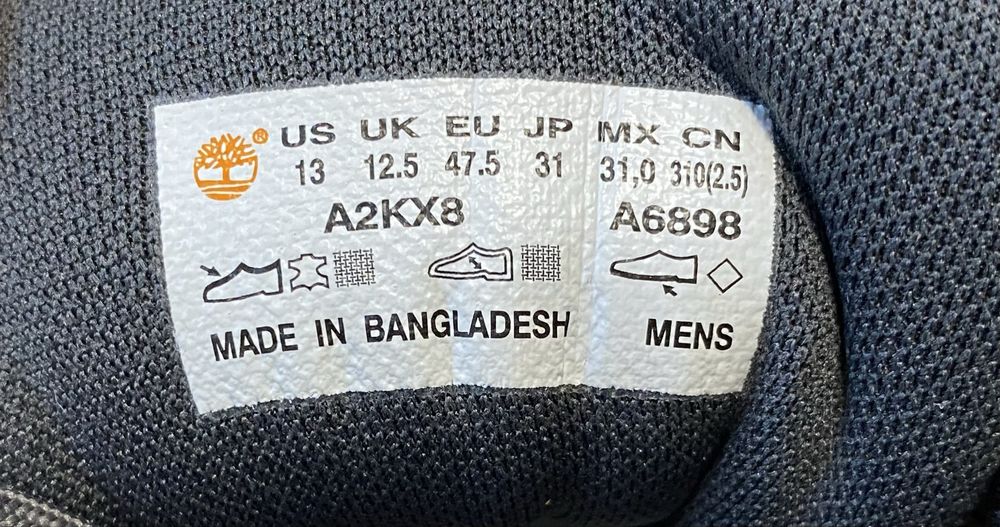 ® US UK EU JP MX CN
13 12.5 47.5 31 31,0 310(2.5)
A2KX8 A6898
MADE IN BANGLADESH MENS